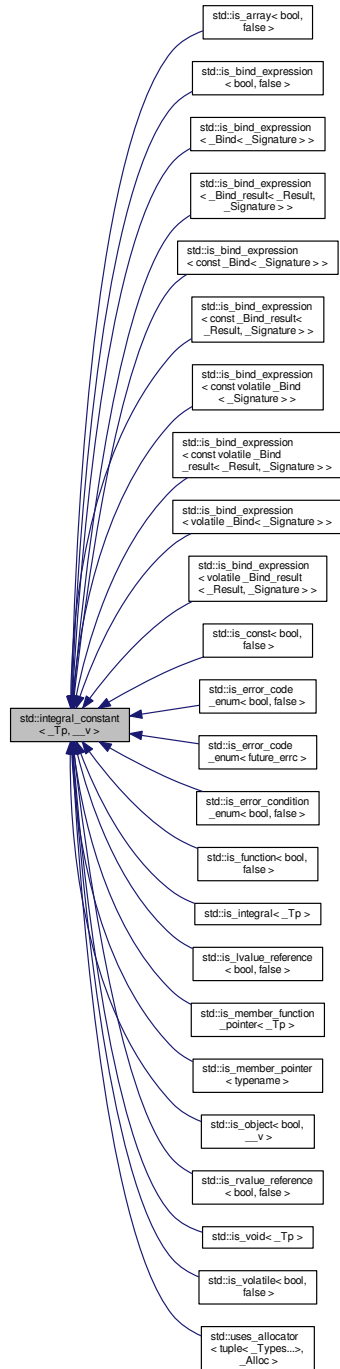 std::is_array< bool,
false >
std::is_bind_expression
< bool, false >
std::is_bind_expression
< _Bind< _Signature > >
std::is_bind_expression
< _Bind_result< _Result,
_Signature > >
std::is_bind_expression
< const _Bind< _Signature > >
std::is_bind_expression
< const _Bind_result<
_Result, _Signature > >
std::is_bind_expression
< const volatile _Bind
< _Signature > >
std::is_bind_expression
< const volatile _Bind
_result< _Result, _Signature > >
std::is_bind_expression
< volatile _Bind< _Signature > >
std::is_bind_expression
< volatile _Bind_result
< _Result, _Signature > >
std::is_const< bool,
false >
std::is_error_code
_enum< bool, false >
std::integral_constant
< _Tp, __v >
std::is_error_code
_enum< future_errc >
std::is_error_condition
_enum< bool, false >
std::is_function< bool,
false >
std::is_integral< _Tp >
std::is_lvalue_reference
< bool, false >
std::is_member_function
_pointer< _Tp >
std::is_member_pointer
< typename >
std::is_object< bool,
__v >
std::is_rvalue_reference
< bool, false >
std::is_void< _Tp >
std::is_volatile< bool,
false >
std::uses_allocator
< tuple< _Types...>,
_Alloc >